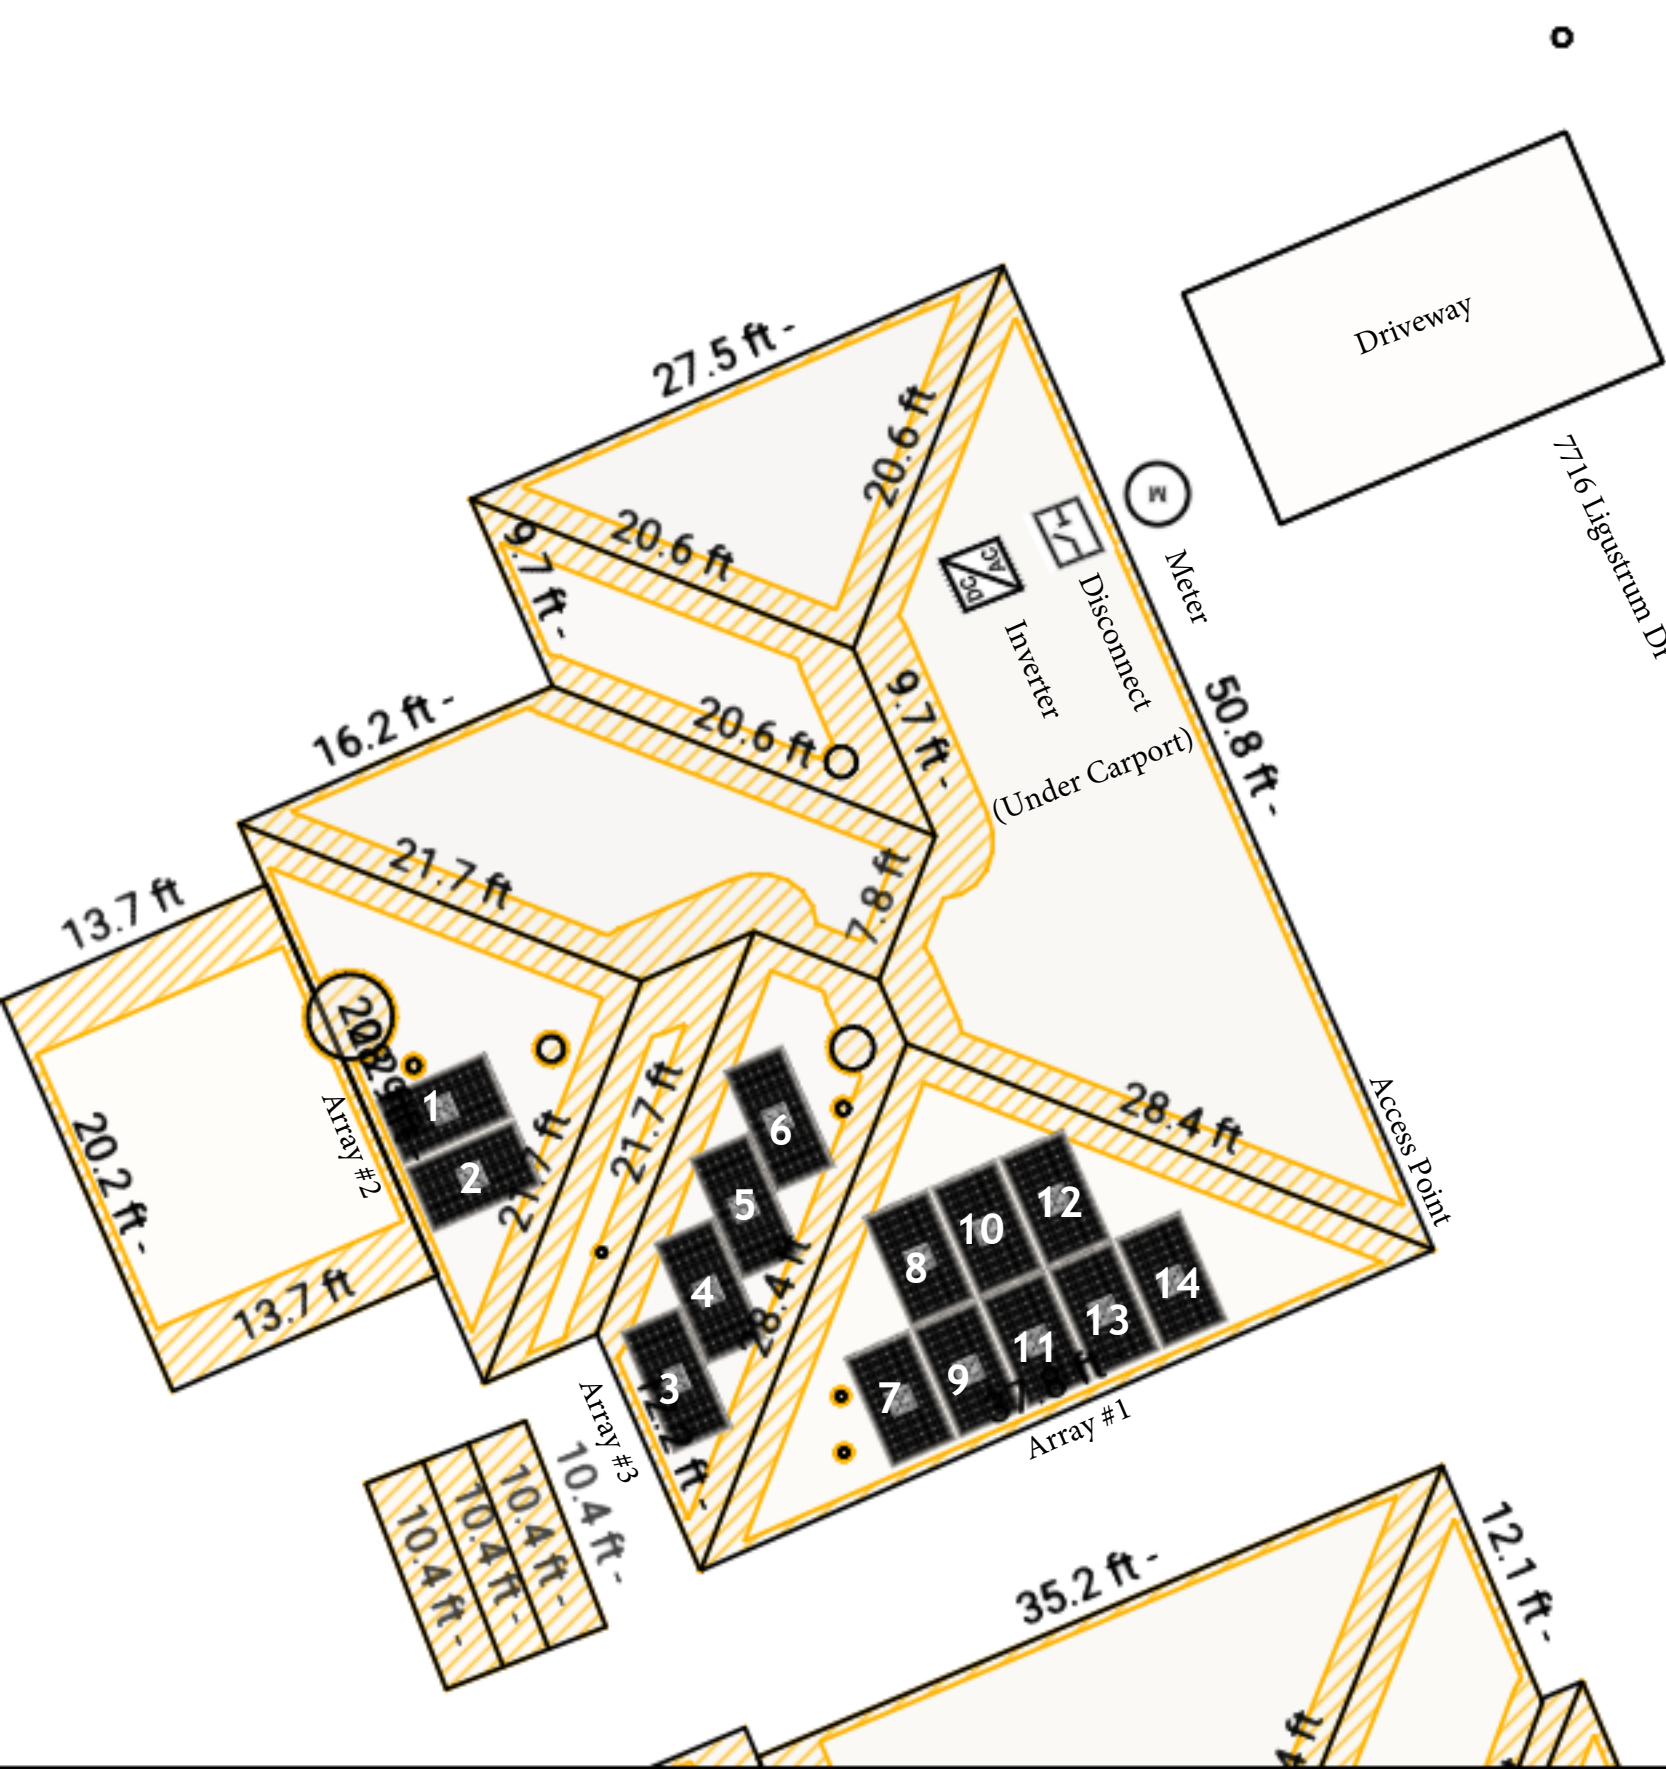 27.5 ft -
Driveway
20.6 ft
20.6 ft
9.7 ft -
M
AC
DC
Meter
Disconnect
Inverter
7716 Ligustrum Dr
16.2 ft -
20.6 ft
9.7 ft -
(Under Carport)
50.8 ft -
21.7 ft
7.8 ft
13.7 ft
20.2 ft -
Array #2
1
2
21.7 ft
21.7 ft
6
5
4
3
28.4 ft
28.4 ft
Access Point
8
10
12
14
13
11
9
7
Array #1
13.7 ft
Array #3
12.2 ft -
10.4 ft -
10.4 ft -
10.4 ft -
10.4 ft -
35.2 ft -
12.1 ft -